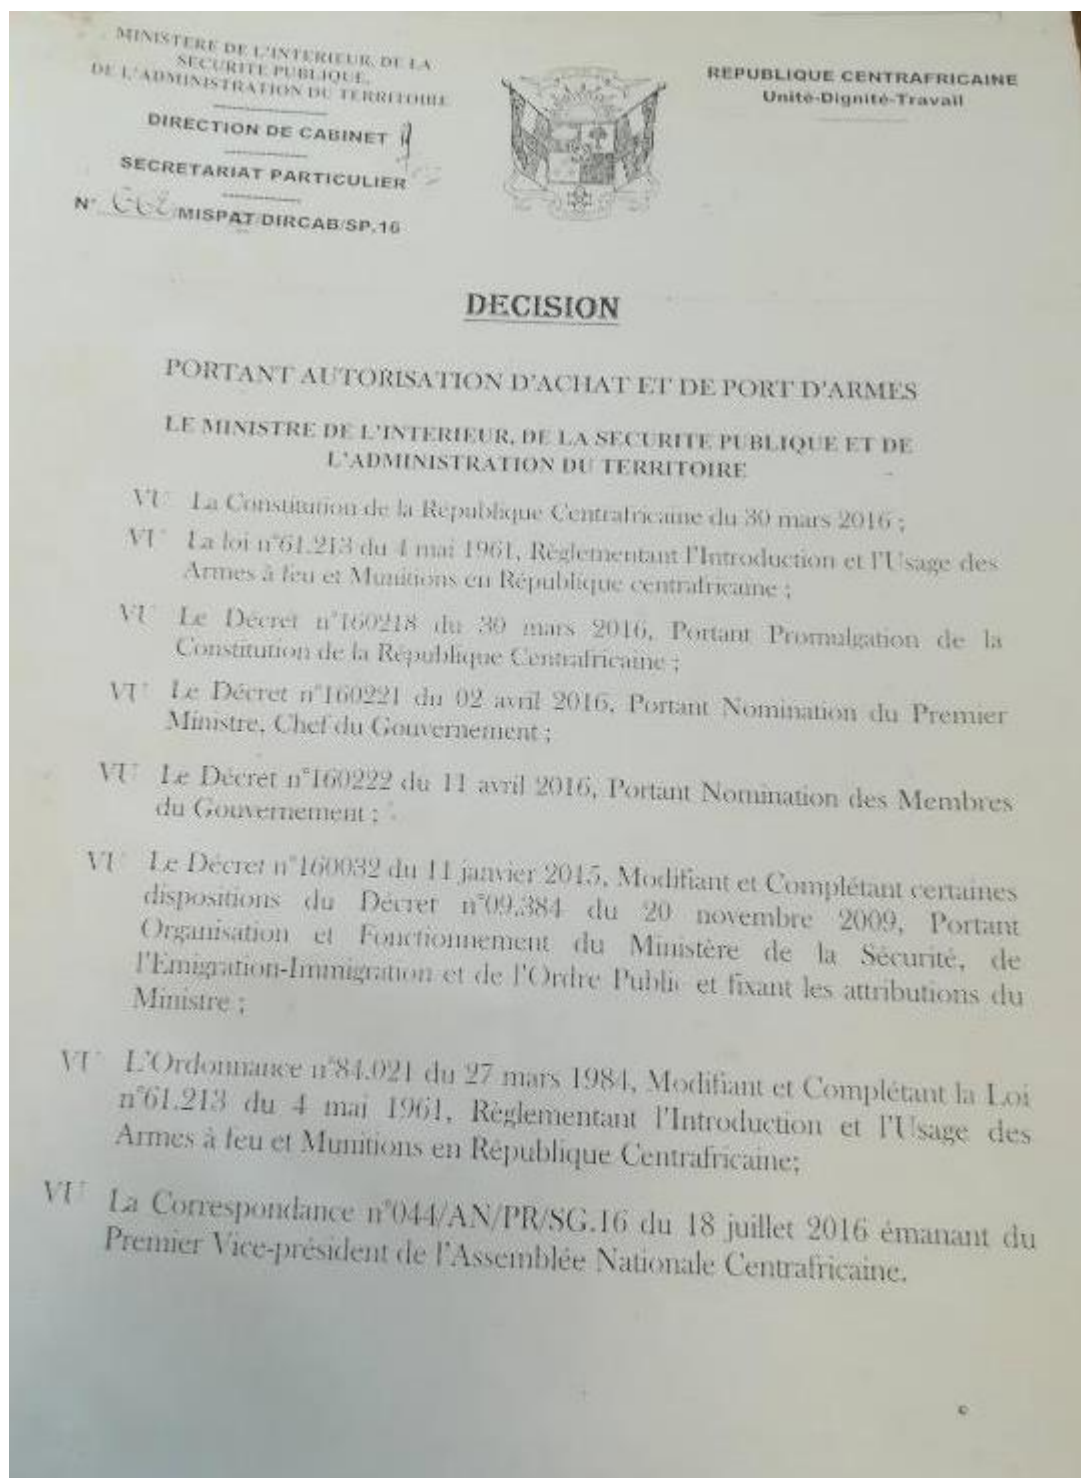 MINISTERE DE L'INTERIEUR, DE LA
SECURITE PUBLIQUE,
DE L'ADMINISTRATION DU TERRITOIRE
DIRECTION DE CABINET
SECRETARIAT PARTICULIER
N° MISPAT/DIRCAB/SP.16
REPUBLIQUE CENTRAFRICAINE
Unité-Dignité-Travail
DECISION
PORTANT AUTORISATION D'ACHAT ET DE PORT D'ARMES
LE MINISTRE DE L'INTERIEUR, DE LA SECURITE PUBLIQUE ET DE
L'ADMINISTRATION DU TERRITOIRE
VU La Constitution de la République Centrafricaine du 30 mars 2016 ;
VU La loi n°61.213 du 4 mai 1961, Règlementant l'Introduction et l'Usage des
Armes à feu et Munitions en République centrafricaine ;
VU Le Décret n°160218 du 30 mars 2016, Portant Promulgation de la
Constitution de la République Centrafricaine ;
VU Le Décret n°160221 du 02 avril 2016, Portant Nomination du Premier
Ministre, Chef du Gouvernement ;
VU Le Décret n°160222 du 11 avril 2016, Portant Nomination des Membres
du Gouvernement ;
VU Le Décret n°160032 du 11 janvier 2015, Modifiant et Complétant certaines
dispositions du Décret n°09.384 du 20 novembre 2009, Portant
Organisation et Fonctionnement du Ministère de la Sécurité, de
l'Emigration-Immigration et de l'Ordre Public et fixant les attributions du
Ministre ;
VU L'Ordonnance n°84.021 du 27 mars 1984, Modifiant et Complétant la Loi
n°61.213 du 4 mai 1961, Règlementant l'Introduction et l'Usage des
Armes à feu et Munitions en République Centrafricaine;
VU La Correspondance n°044/AN/PR/SG.16 du 18 juillet 2016 émanant du
Premier Vice-président de l'Assemblée Nationale Centrafricaine.